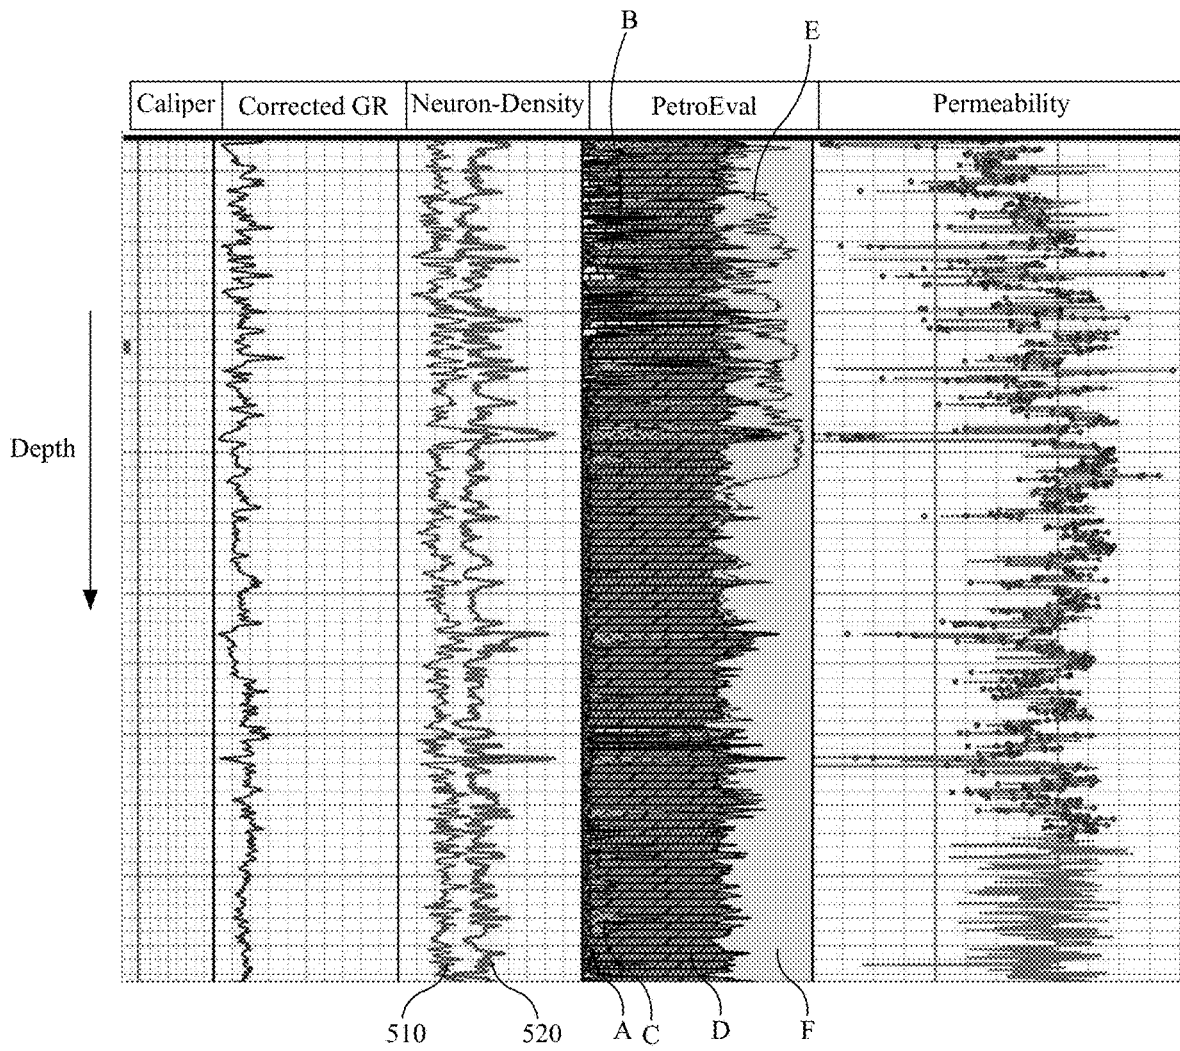 B
E
Caliper
Corrected GR
Neuron-Density
PetroEval
Permeability
Depth
510
520
A
C
D
F